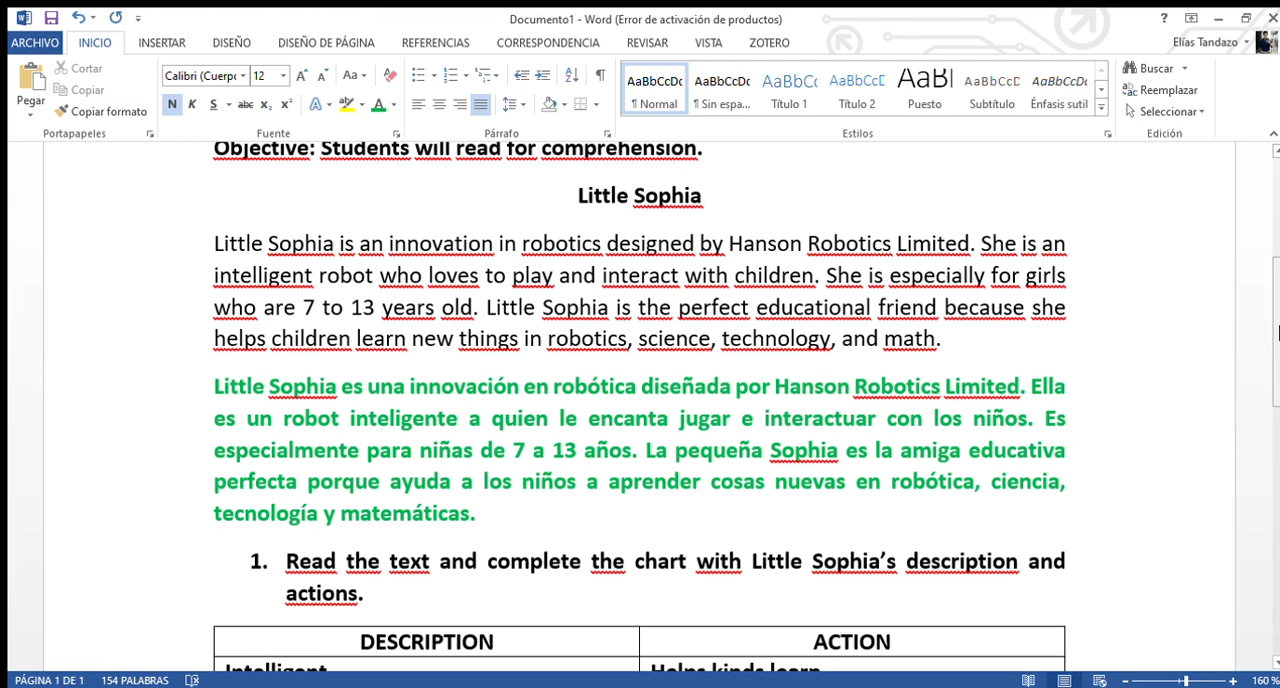 Documento1 - Word (Error de activación de productos)
ARCHIVO INICIO INSERTAR DISEÑO DISEÑO DE PÁGINA REFERENCIAS CORRESPONDENCIA REVISAR VISTA ZOTERO Elías Tandazo
Pegar
Cortar
Copiar
Copiar formato
Portapapeles
Calibri (Cuerpo 12
N K S abc x₂ x²
Fuente
Párrafo
AaBbCcDc AaBbCcDc AaBbCc AaBbCcD AaBl AaBbCcD AaBbCcDc
¶ Normal ¶ Sin espa... Título 1 Título 2 Puesto Subtítulo Énfasis sutil
Estilos
Buscar
Reemplazar
Seleccionar
Edición
Objective: Students will read for comprehension.
Little Sophia
Little Sophia is an innovation in robotics designed by Hanson Robotics Limited. She is an
intelligent robot who loves to play and interact with children. She is especially for girls
who are 7 to 13 years old. Little Sophia is the perfect educational friend because she
helps children learn new things in robotics, science, technology, and math.
Little Sophia es una innovación en robótica diseñada por Hanson Robotics Limited. Ella
es un robot inteligente a quien le encanta jugar e interactuar con los niños. Es
especialmente para niñas de 7 a 13 años. La pequeña Sophia es la amiga educativa
perfecta porque ayuda a los niños a aprender cosas nuevas en robótica, ciencia,
tecnología y matemáticas.
1. Read the text and complete the chart with Little Sophia’s description and
actions.
DESCRIPTION ACTION
Intelligent Helps kinds learn
PÁGINA 1 DE 1 154 PALABRAS 160 %